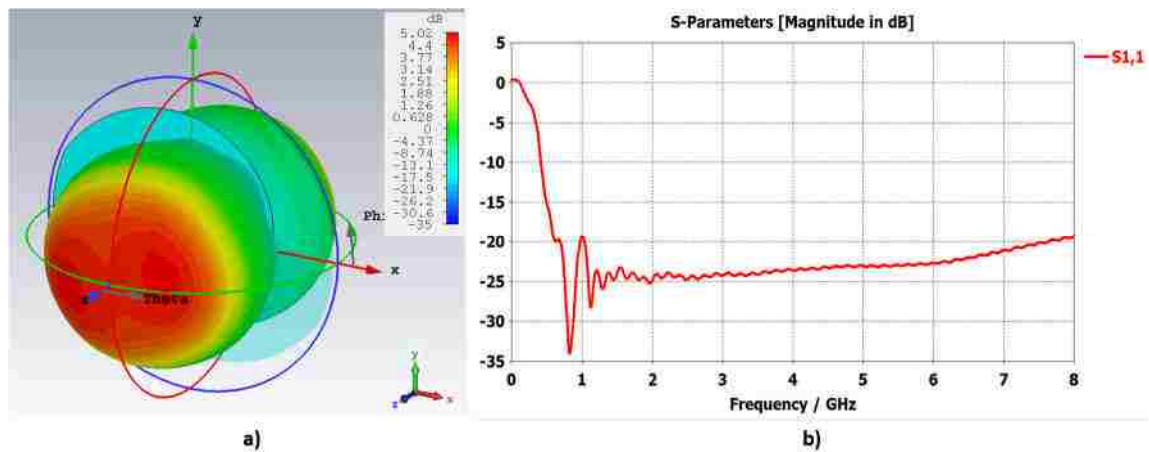 y
dB
5.02
4.4
3.77
3.14
2.51
1.88
1.26
0.628
0
-4.37
-8.74
-13.1
-17.5
-21.9
-26.2
-30.6
-35
Phi
x
z
Theta
y
z
x
a)
S-Parameters [Magnitude in dB]
S1,1
5
0
-5
-10
-15
-20
-25
-30
-35
0 1 2 3 4 5 6 7 8
Frequency / GHz
b)